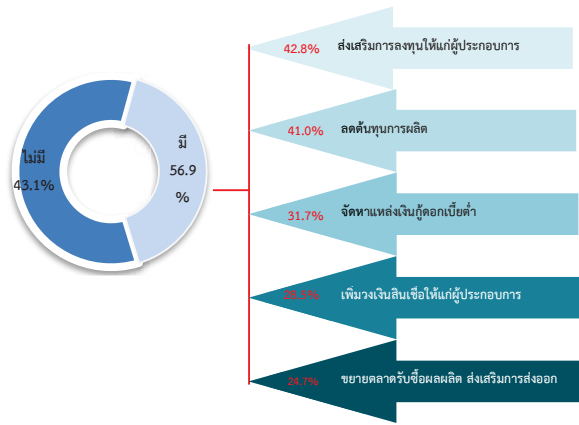 ไม่มี
43.1%
มี
56.9
%
42.8% ส่งเสริมการลงทุนให้แก่ผู้ประกอบการ
41.0% ลดต้นทุนการผลิต
31.7% จัดหาแหล่งเงินกู้ดอกเบี้ยต่ำ
28.5% เพิ่มวงเงินสินเชื่อให้แก่ผู้ประกอบการ
24.7% ขยายตลาดรับซื้อผลผลิต ส่งเสริมการส่งออก